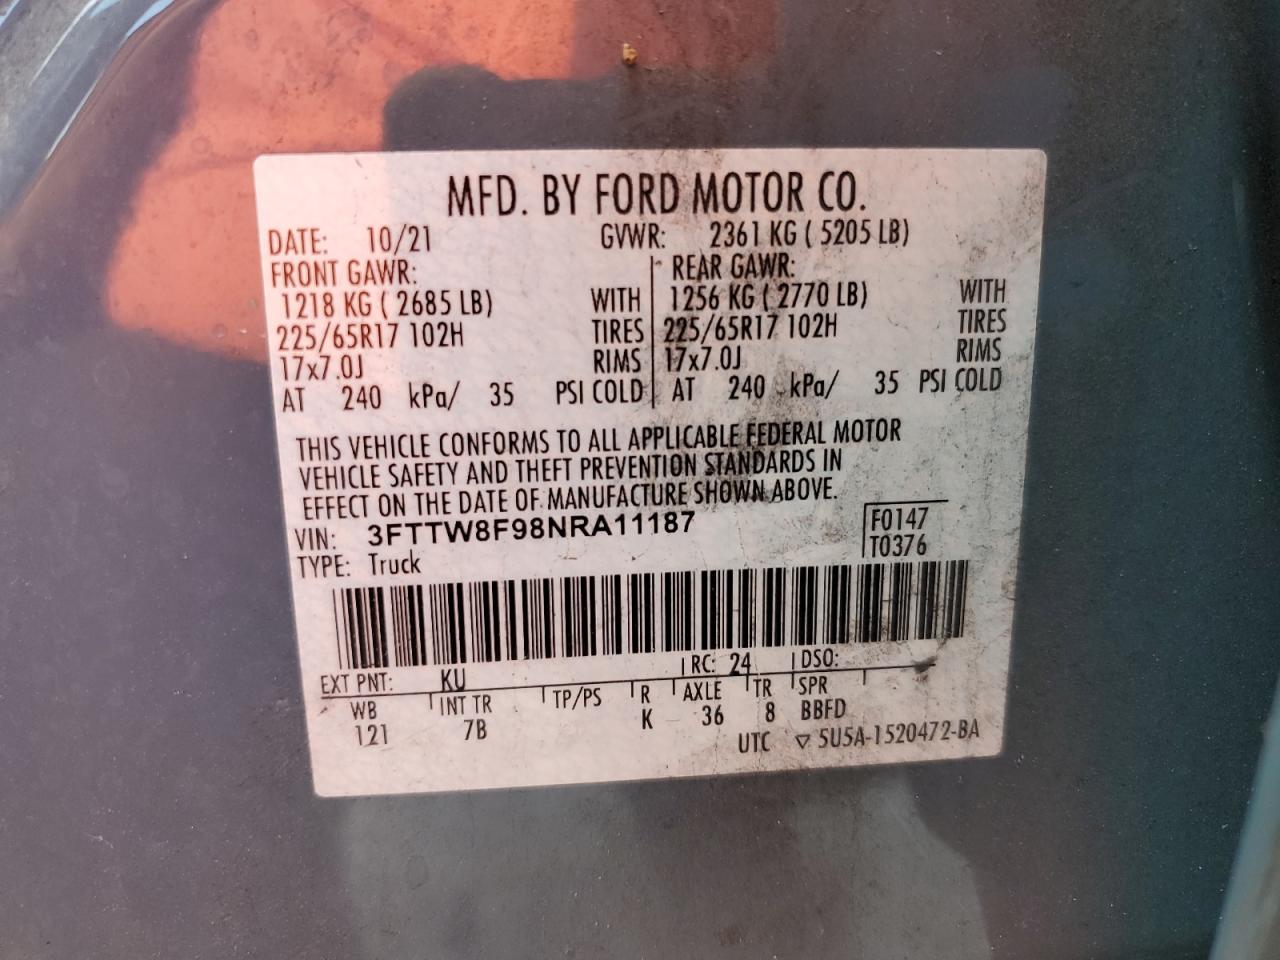 MFD. BY FORD MOTOR CO.
DATE: 10/21 GVWR: 2361 KG ( 5205 LB)
FRONT GAWR: REAR GAWR:
1218 KG ( 2685 LB) WITH 1256 KG ( 2770 LB) WITH
225/65R17 102H TIRES 225/65R17 102H TIRES
17x7.0J RIMS 17x7.0J RIMS
AT 240 kPa/ 35 PSI COLD AT 240 kPa/ 35 PSI COLD
THIS VEHICLE CONFORMS TO ALL APPLICABLE FEDERAL MOTOR
VEHICLE SAFETY AND THEFT PREVENTION STANDARDS IN
EFFECT ON THE DATE OF MANUFACTURE SHOWN ABOVE.
VIN: 3FTTW8F98NRA11187 F0147
TYPE: Truck T0376
EXT PNT: KU RC: 24 DSO:
WB INT TR TP/PS R AXLE TR SPR
121 7B K 36 8 BBFD
UTC ▽ 5U5A-1520472-BA